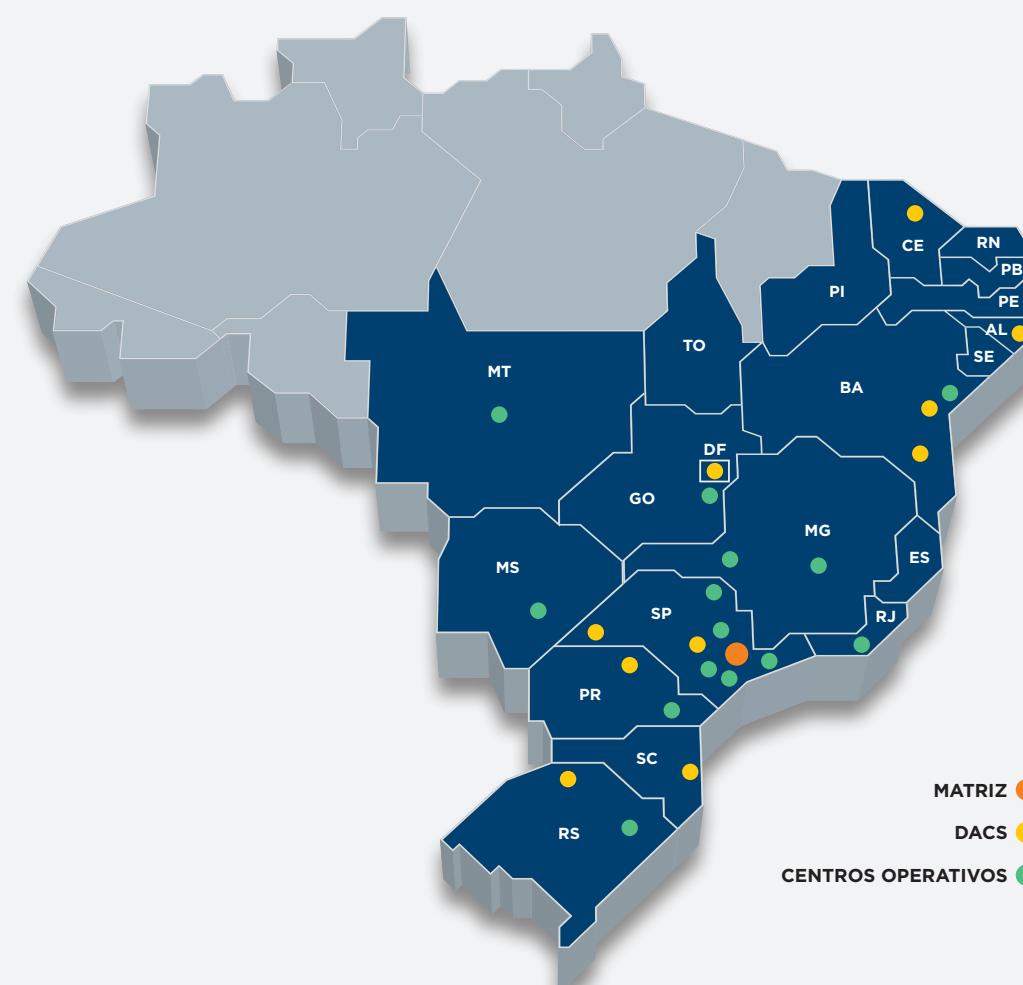 CE
RN
PB
PI
PE
AL
TO
SE
MT
BA
DF
GO
MG
ES
MS
SP
RJ
PR
SC
MATRIZ
RS
DACS
CENTROS OPERATIVOS